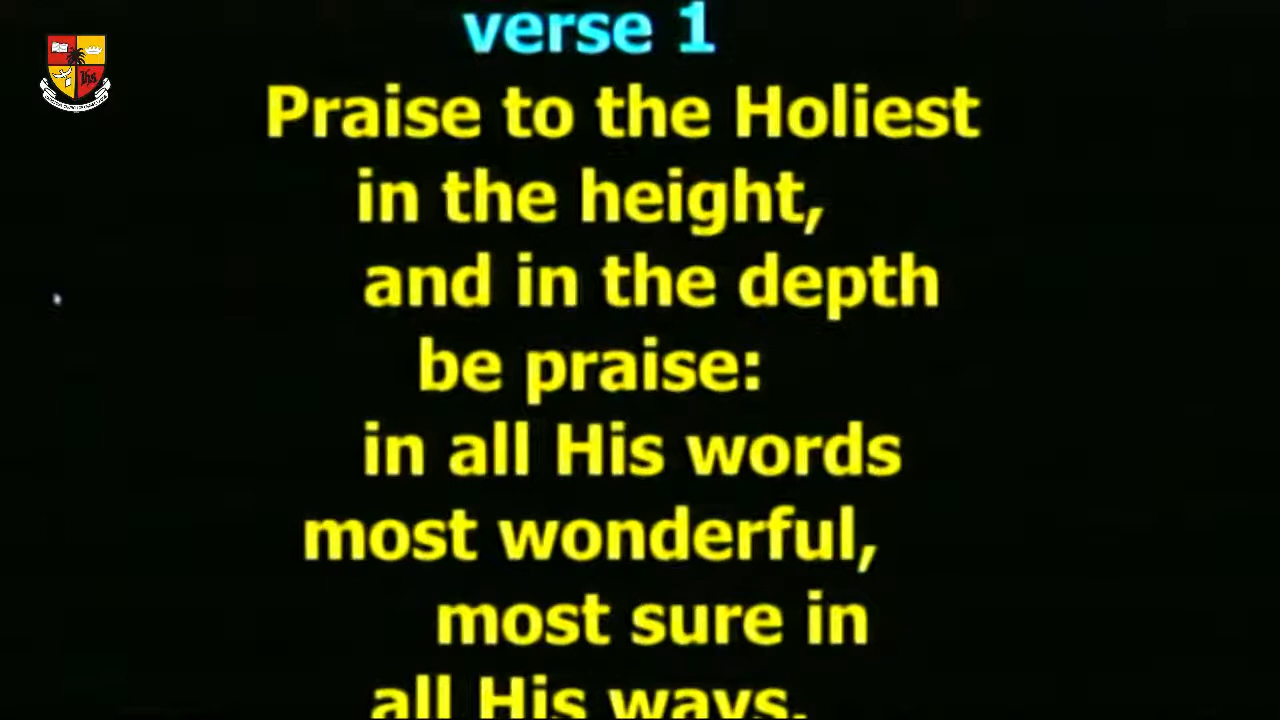 verse 1
Praise to the Holiest
in the height,
and in the depth
be praise:
in all His words
most wonderful,
most sure in
all His ways.
Ihs